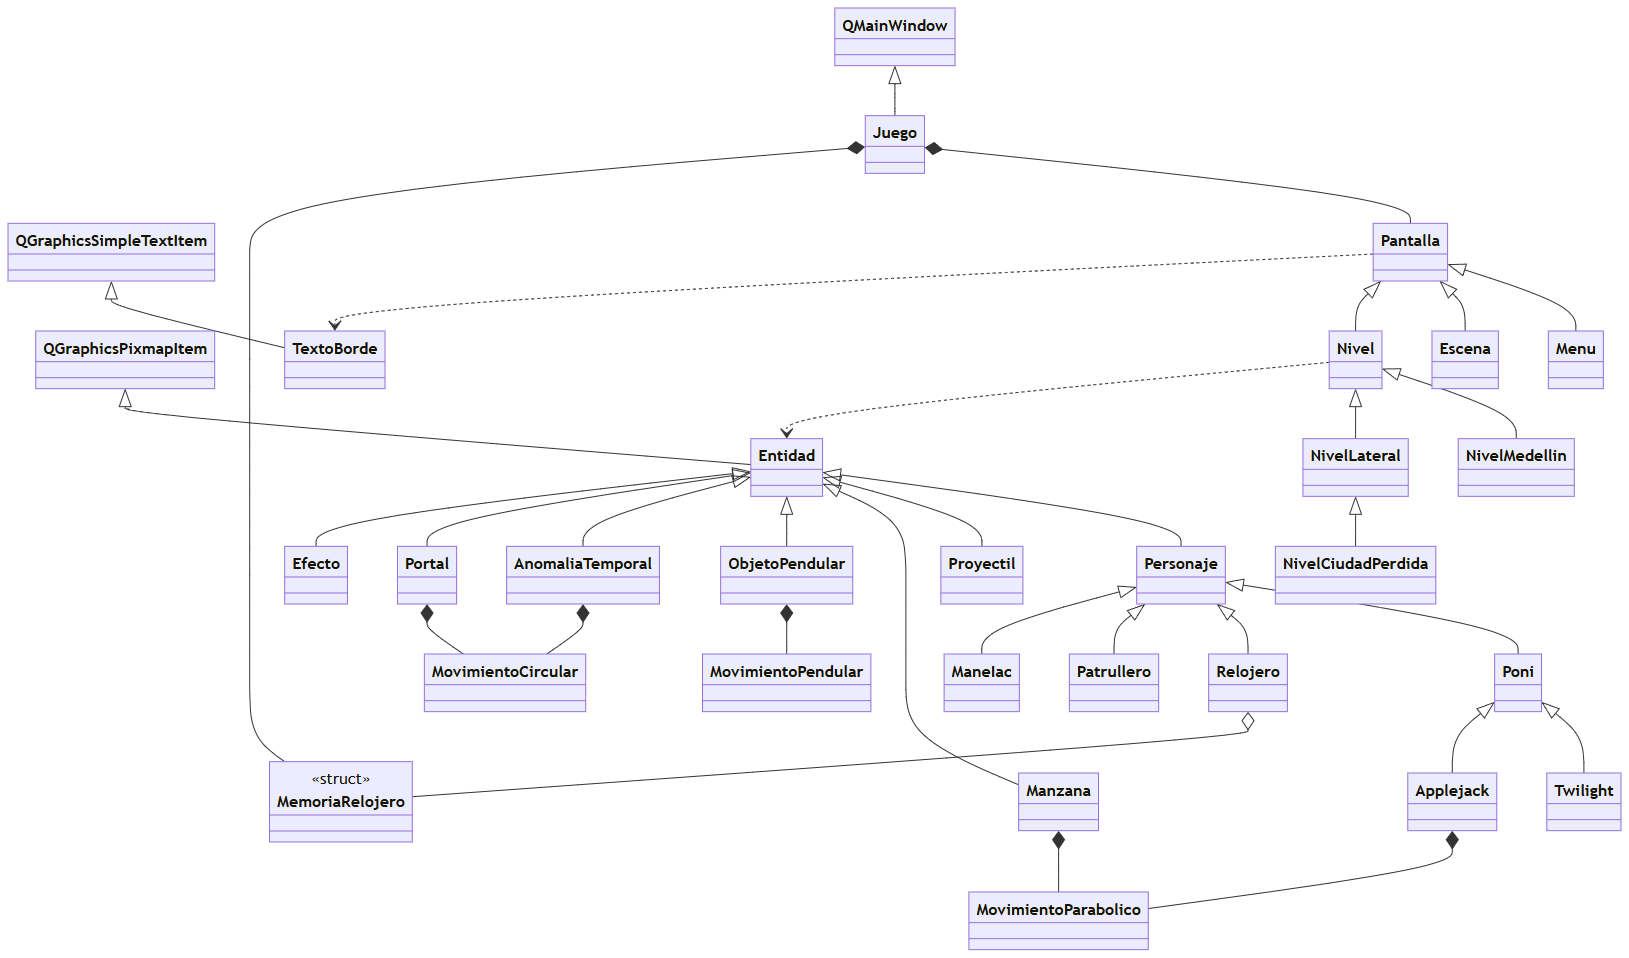 QMainWindow
Juego
QGraphicsSimpleTextItem
Pantalla
QGraphicsPixmapItem
TextoBorde
Nivel
Escena
Menu
Entidad
NivelLateral
NivelMedellin
Efecto
Portal
AnomaliaTemporal
ObjetoPendular
Proyectil
Personaje
NivelCiudadPerdida
MovimientoCircular
MovimientoPendular
ManeIac
Patrullero
Relojero
Poni
«struct»
MemoriaRelojero
Manzana
Applejack
Twilight
MovimientoParabolico